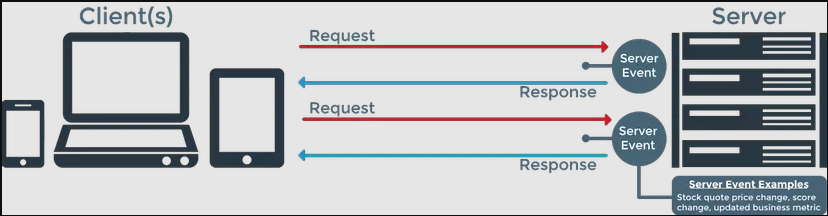 Client(s)
Server
Request
Server
Event
Response
Request
Server
Event
Response
Server Event Examples
Stock quote price change, score
change, updated business metric